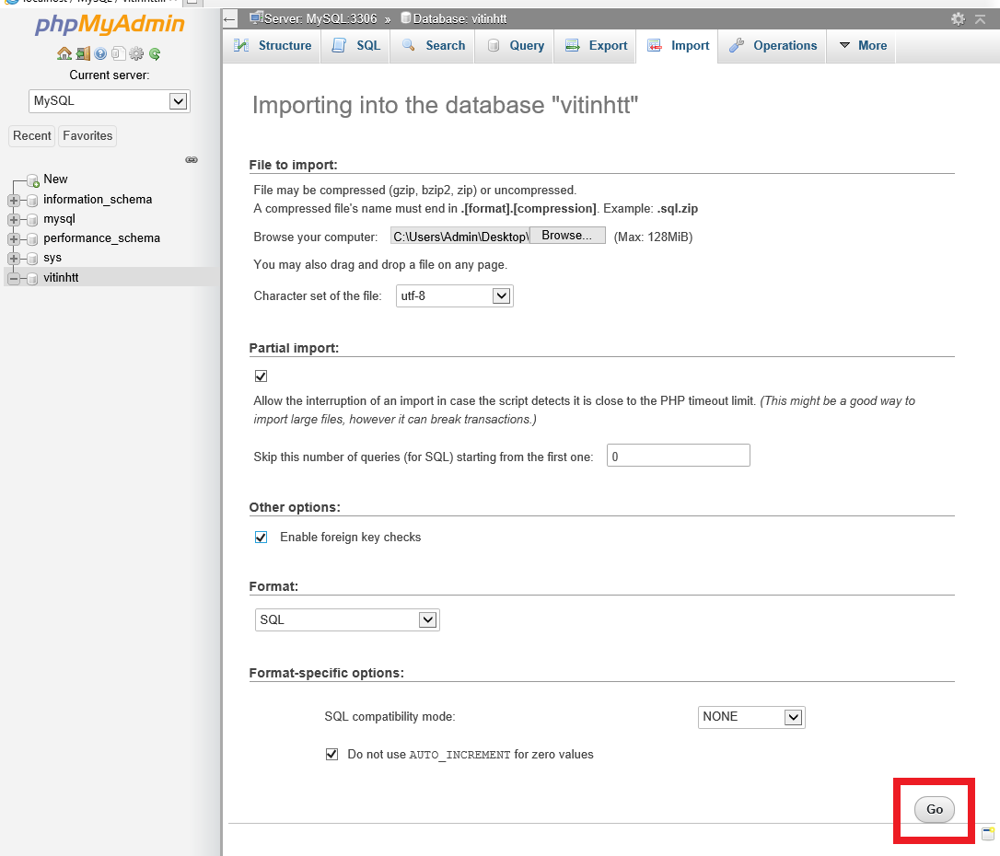 phpMyAdmin
Current server:
MySQL
Recent
Favorites
New
information_schema
mysql
performance_schema
sys
vitinhtt
Server: MySQL:3306 » Database: vitinhtt
Structure
SQL
Search
Query
Export
Import
Operations
More
Importing into the database "vitinhtt"
File to import:
File may be compressed (gzip, bzip2, zip) or uncompressed.
A compressed file's name must end in .[format].[compression]. Example: .sql.zip
Browse your computer: C:\Users\Admin\Desktop\ Browse... (Max: 128MiB)
You may also drag and drop a file on any page.
Character set of the file: utf-8
Partial import:
Allow the interruption of an import in case the script detects it is close to the PHP timeout limit. (This might be a good way to
import large files, however it can break transactions.)
Skip this number of queries (for SQL) starting from the first one: 0
Other options:
Enable foreign key checks
Format:
SQL
Format-specific options:
SQL compatibility mode: NONE
Do not use AUTO_INCREMENT for zero values
Go